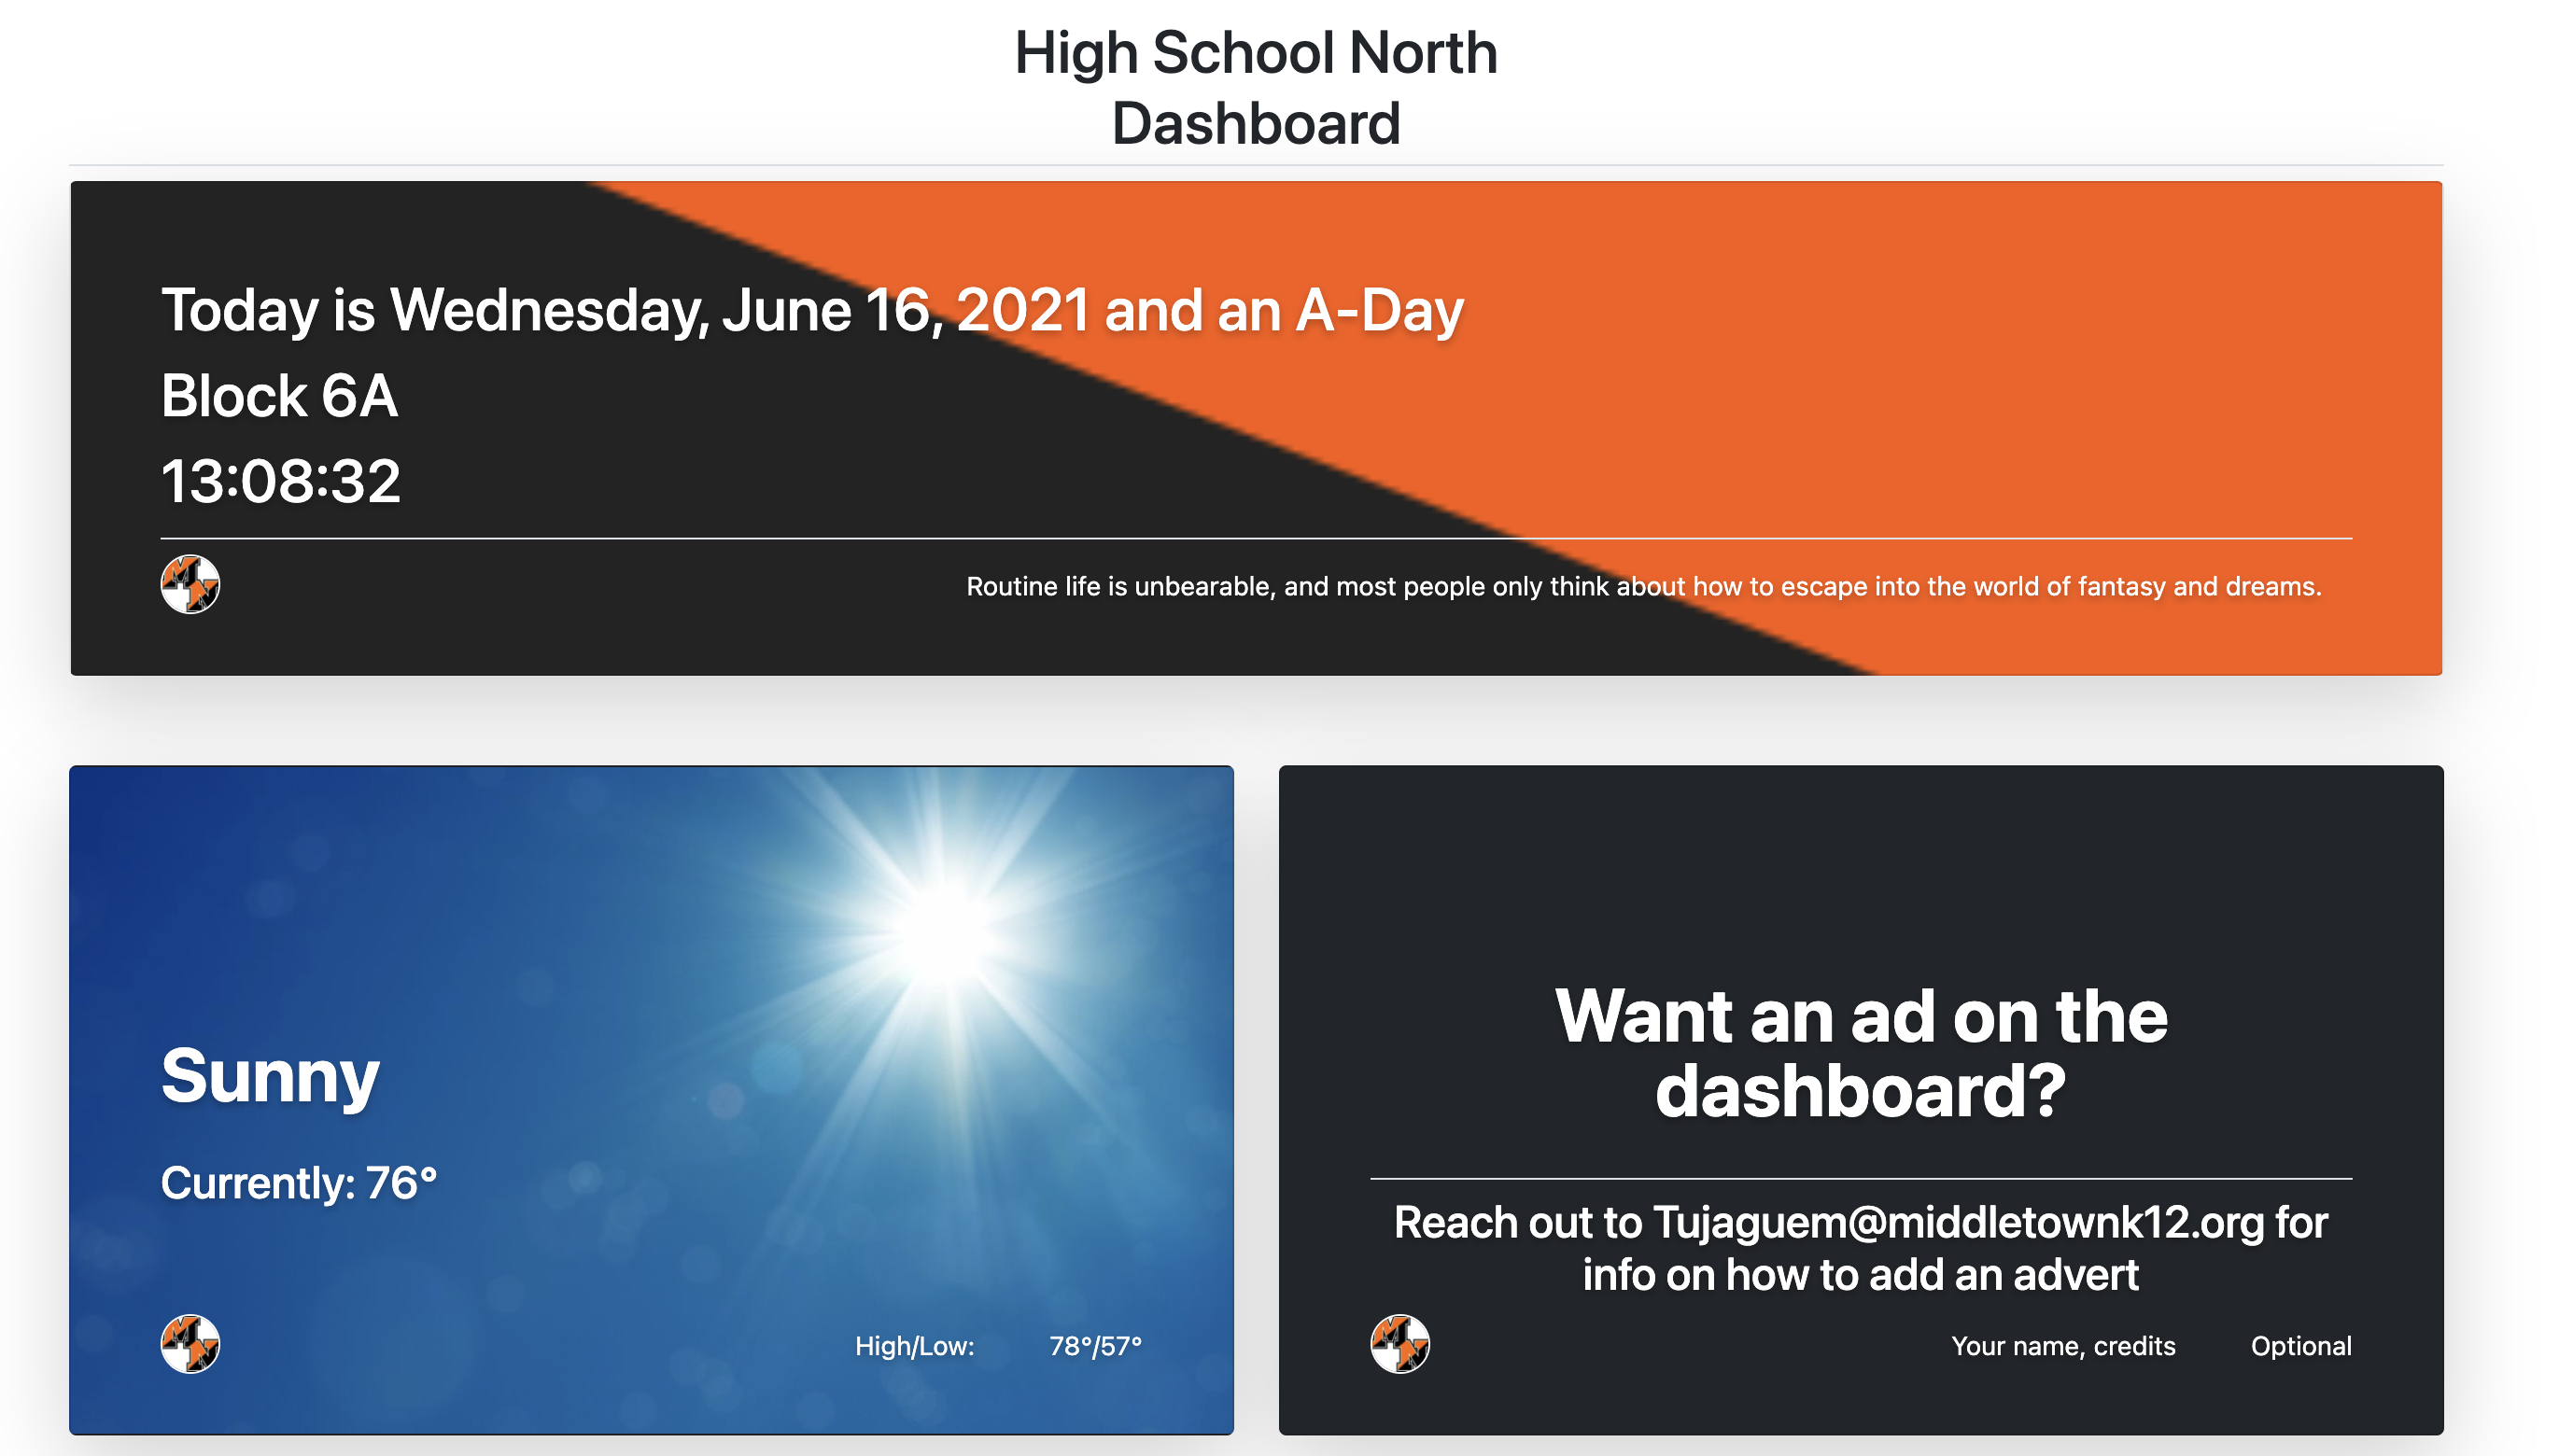 High School North
Dashboard
Today is Wednesday, June 16, 2021 and an A-Day
Block 6A
13:08:32
MN
Routine life is unbearable, and most people only think about how to escape into the world of fantasy and dreams.
Sunny
Currently: 76°
MN
High/Low: 78°/57°
Want an ad on the
dashboard?
Reach out to Tujaguem@middletownk12.org for
info on how to add an advert
MN
Your name, credits Optional